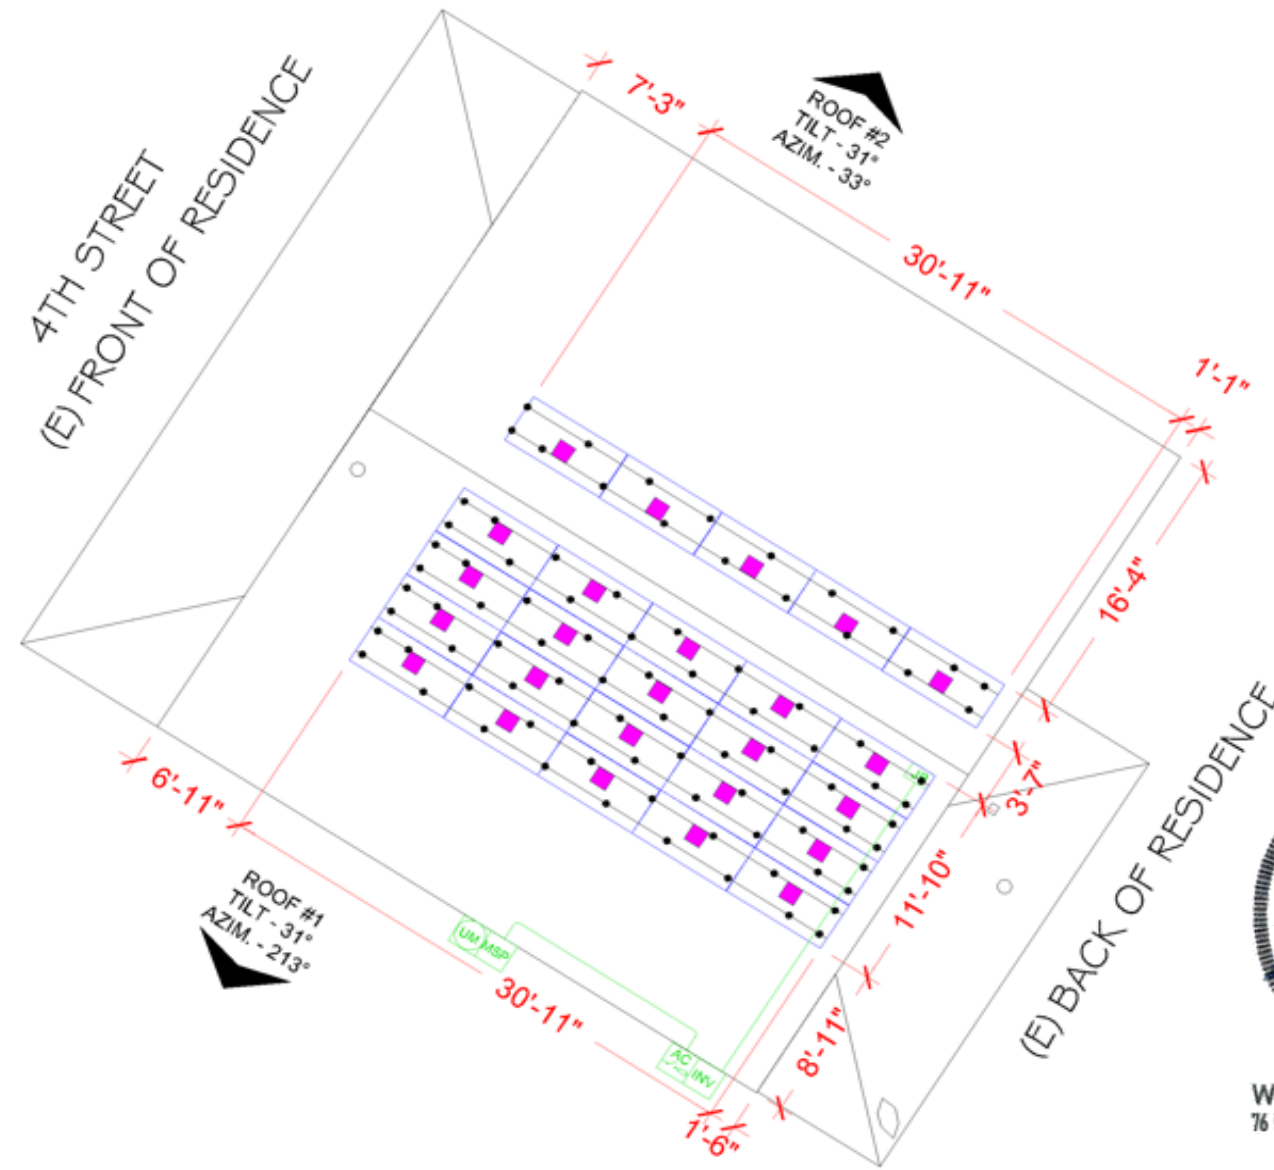 4TH STREET
(E) FRONT OF RESIDENCE
7'-3"
ROOF #2
TILT - 31°
AZIM. - 33°
30'-11"
1'-1"
16'-4"
3'-7"
11'-10"
8'-11"
(E) BACK OF RESIDENCE
6'-11"
ROOF #1
TILT - 31°
AZIM. - 213°
UM MSP
30'-11"
AC INV
1'-6"
W
76